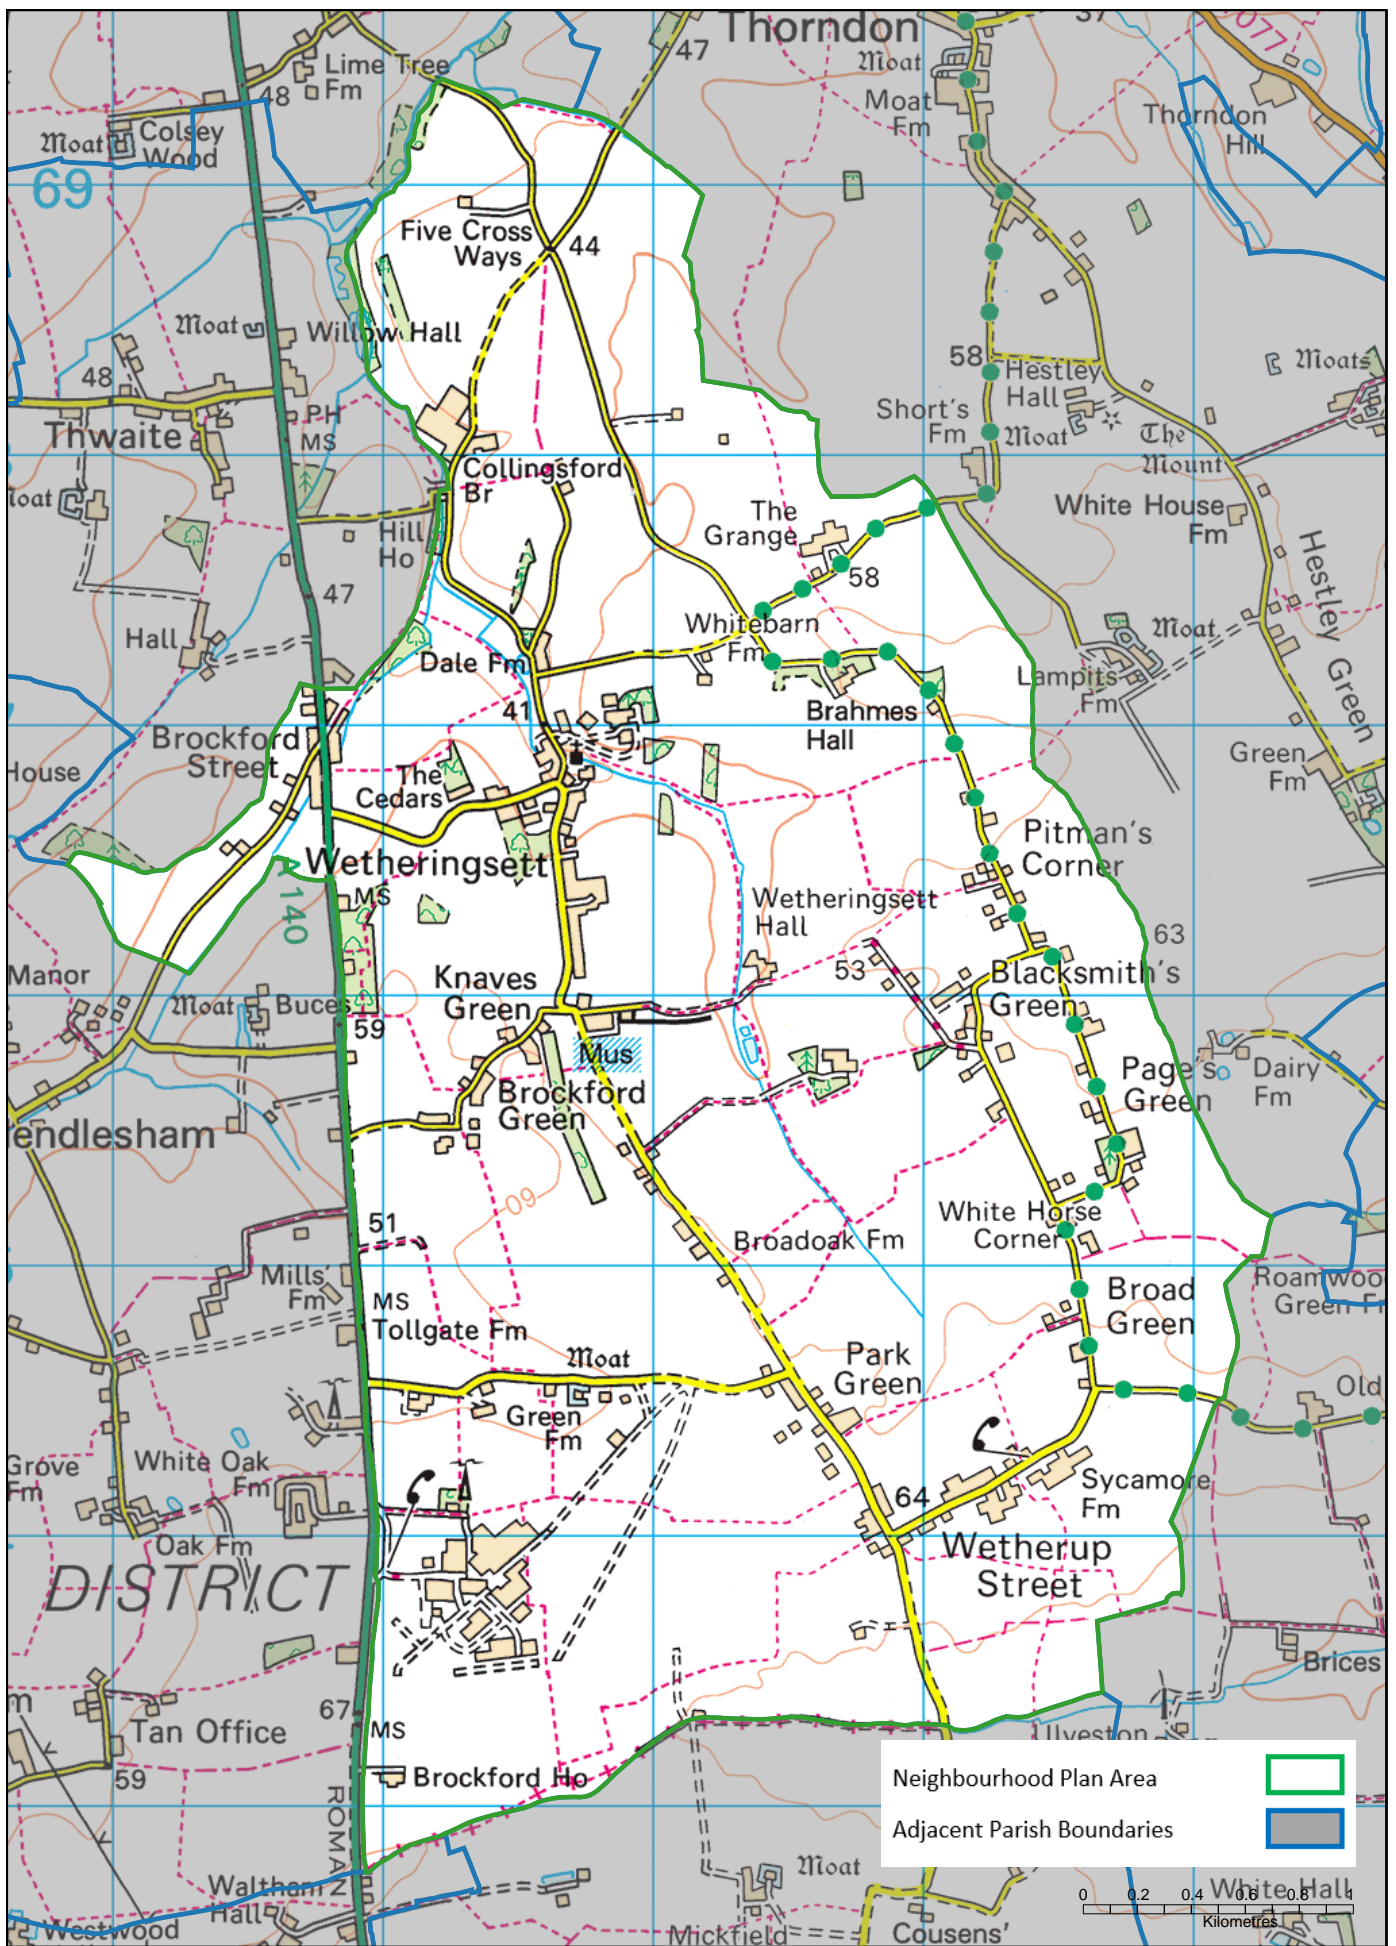 Thorndon
37
47
1077
Lime Tree
Fm
48
Moat
Moat
Fm
Thorndon
Hill
Moat
Colsey
Wood
69
Five Cross
Ways
44
Moat
Willow Hall
48
PH
MS
Thwaite
58
Hestley
Hall
Moats
Short's
Fm
Moat
The
Mount
Collingsford
Br
loat
Hill
Ho
The
Grange
58
White House
Fm
Hestley Green
47
Hall
Whitebarn
Fm
Moat
Dale Fm
Lampits
Fm
41
Brahmes
Hall
Brockford
Street
House
The
Cedars
Green
Fm
Pitman's
Corner
Wetheringsett
A 140
MS
Wetheringsett
Hall
63
53
Manor
Knaves
Green
Blacksmith's
Green
Moat
Buces
59
Mus
Brockford
Green
Page's
Green
Dairy
Fm
endlesham
60
51
White Horse
Corner
Broadoak Fm
Mills'
Fm
MS
Tollgate Fm
Broad
Green
Roamwoo
Green Fr
Moat
Park
Green
Old
Green
Fm
Grove
Fm
White Oak
Fm
Sycamore
Fm
64
Oak Fm
Wetherup
Street
DISTRICT
Brices
m
67
MS
Tan Office
Ulveston
59
Brockford Ho
ROMAN
Neighbourhood Plan Area
Adjacent Parish Boundaries
Moat
Waltham
Hall
White Hall
0 0.2 0.4 0.6 0.8 1
Kilometres
Westwood
Mickfield
Cousens'